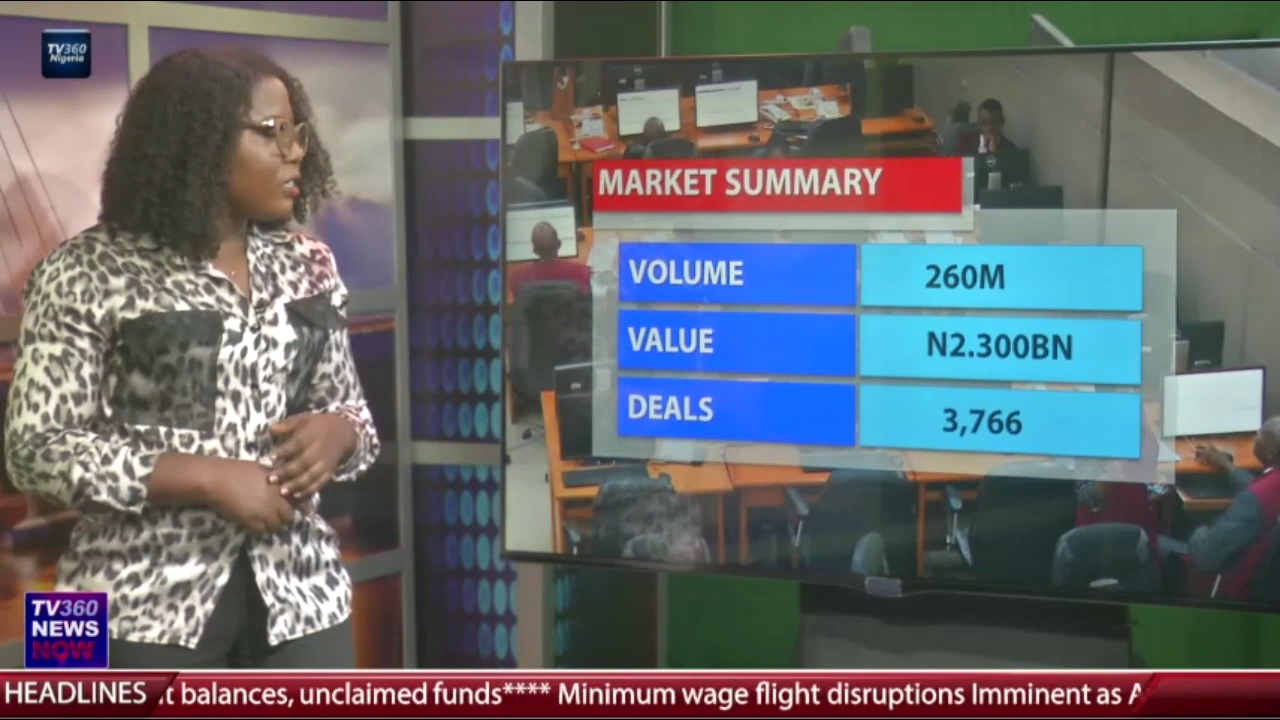 TV360
Nigeria
MARKET SUMMARY
VOLUME 260M
VALUE N2.300BN
DEALS 3,766
TV360
NEWS
NOW
HEADLINES t balances, unclaimed funds**** Minimum wage flight disruptions Imminent as A